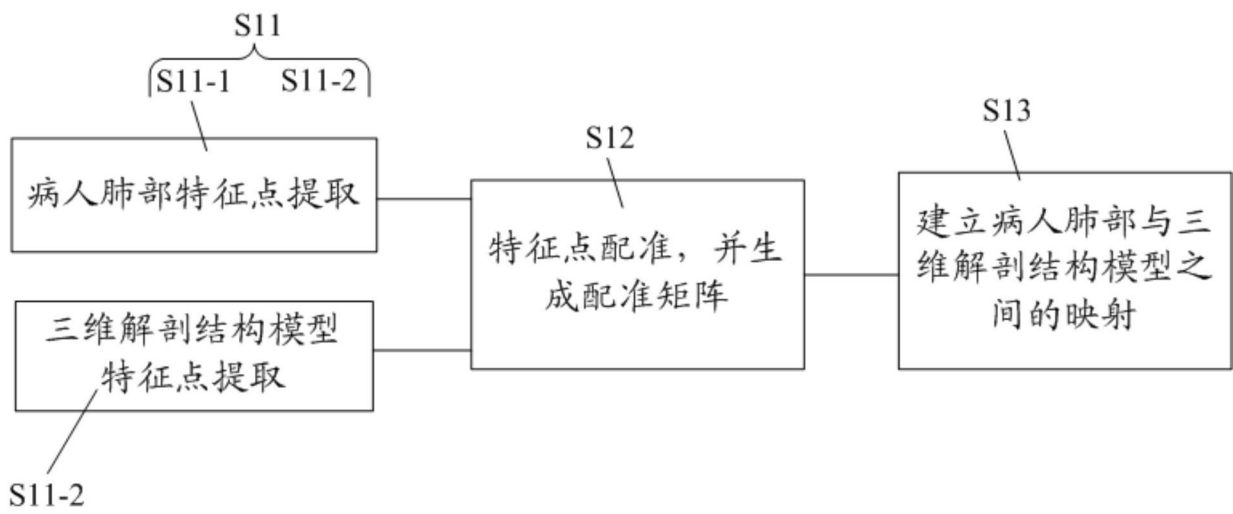 S11
S11-1 S11-2
病人肺部特征点提取
三维解剖结构模型
特征点提取
S11-2
S12
特征点配准，并生
成配准矩阵
S13
建立病人肺部与三
维解剖结构模型之
间的映射